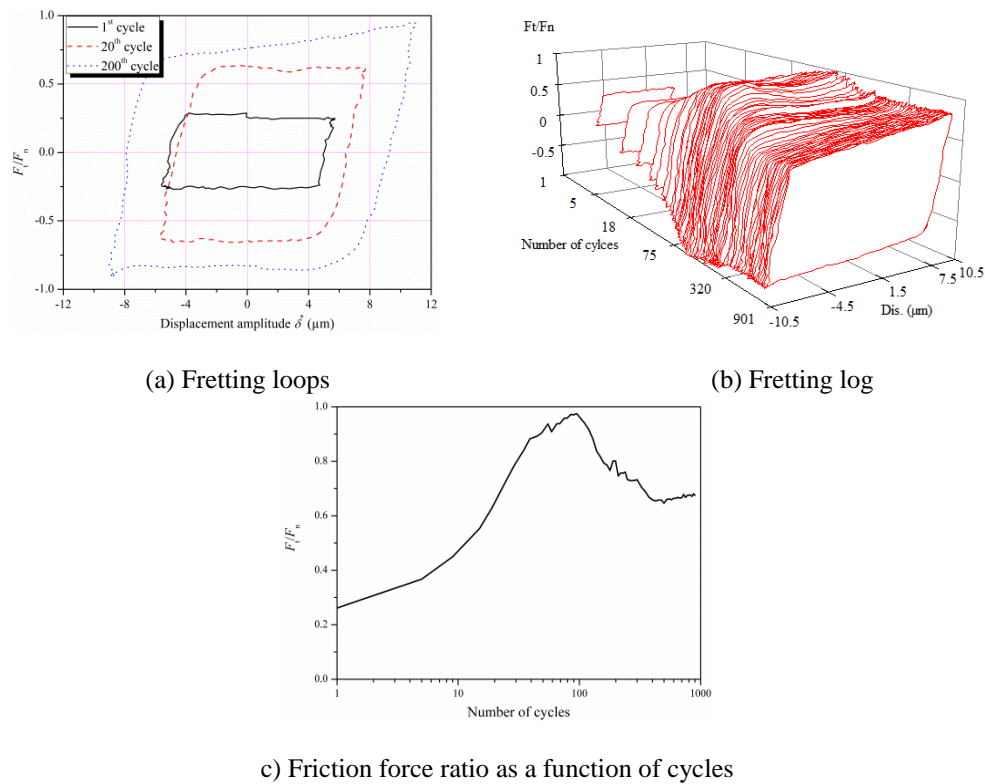 1.0
0.5
0.0
-0.5
-1.0
Ft/Fn
1st cycle
20th cycle
200th cycle
-12 -8 -4 0 4 8 12
Displacement amplitude δ* (μm)
(a) Fretting loops
Ft/Fn
1
0.5
0
-0.5
1
5
18
75
320
901
Number of cylces
-10.5
-4.5
1.5
7.5
10.5
Dis. (μm)
(b) Fretting log
1.0
0.8
0.6
0.4
0.2
0.0
Ft/Fn
1 10 100 1000
Number of cycles
c) Friction force ratio as a function of cycles